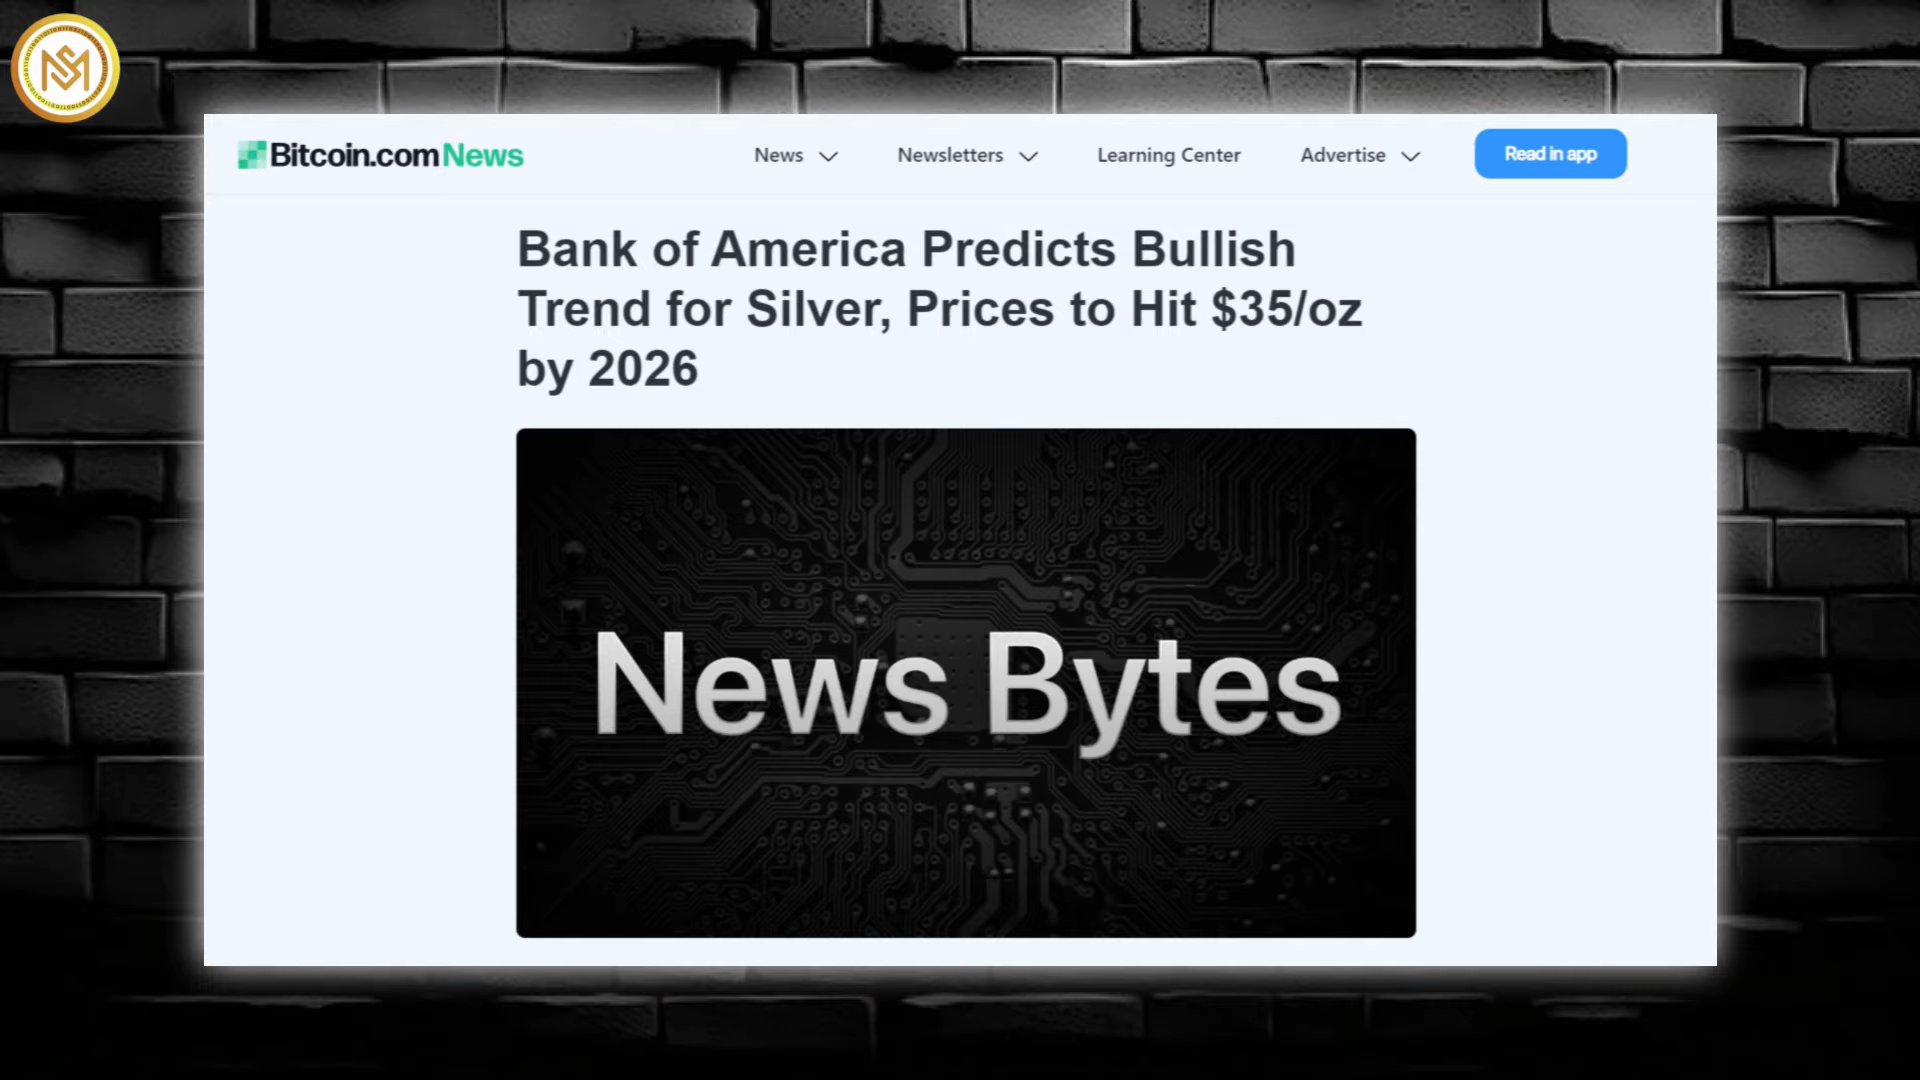 Bitcoin.com News
News
Newsletters
Learning Center
Advertise
Read in app
Bank of America Predicts Bullish
Trend for Silver, Prices to Hit $35/oz
by 2026
News Bytes